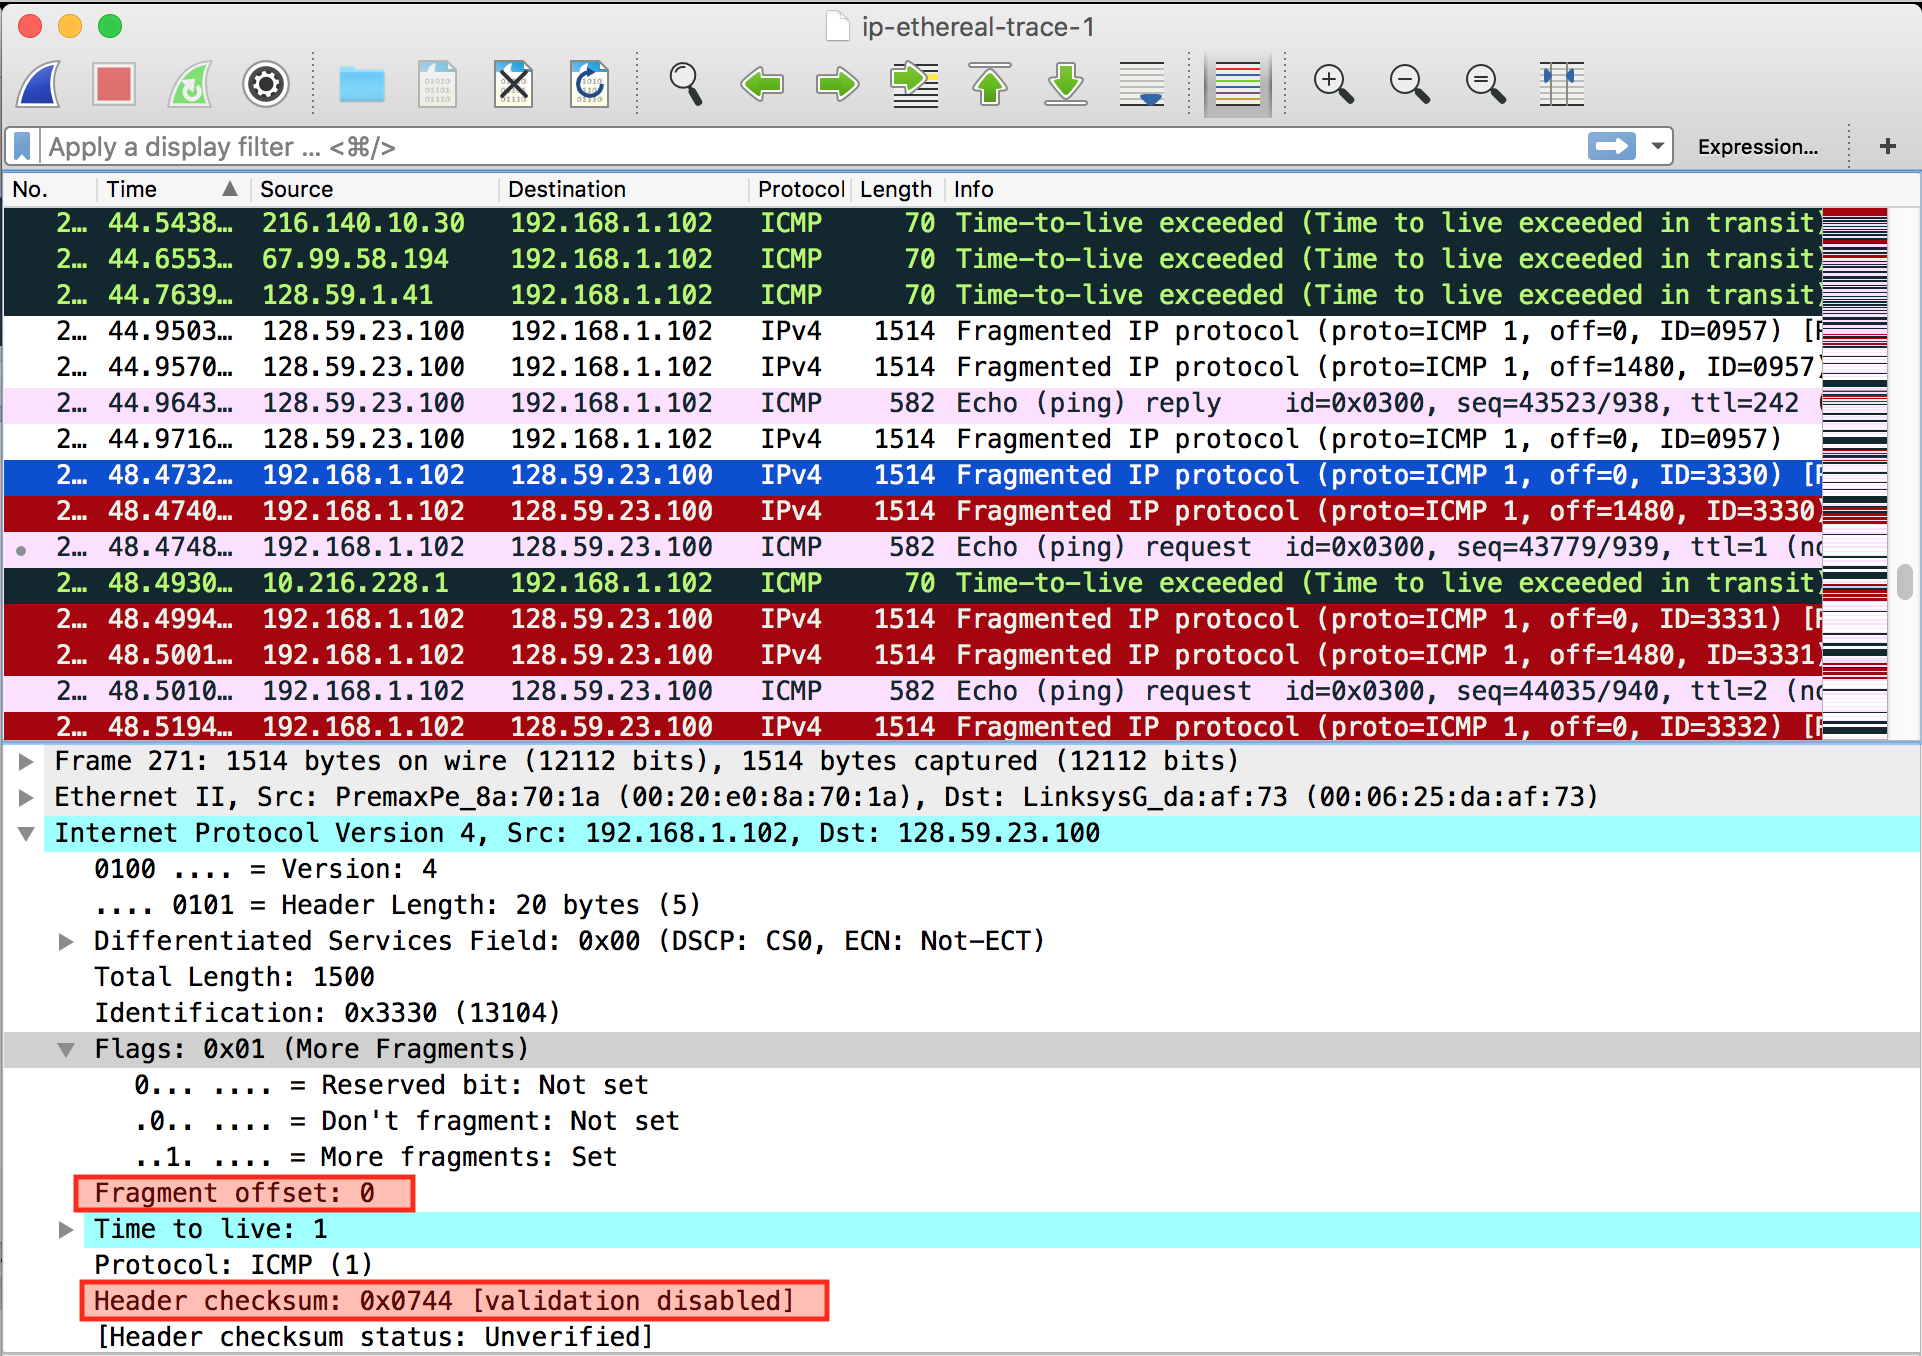 ip-ethereal-trace-1
Apply a display filter ... <⌘/>
Expression...
+
No. Time Source Destination Protocol Length Info
2... 44.5438... 216.140.10.30 192.168.1.102 ICMP 70 Time-to-live exceeded (Time to live exceeded in transit)
2... 44.6553... 67.99.58.194 192.168.1.102 ICMP 70 Time-to-live exceeded (Time to live exceeded in transit)
2... 44.7639... 128.59.1.41 192.168.1.102 ICMP 70 Time-to-live exceeded (Time to live exceeded in transit)
2... 44.9503... 128.59.23.100 192.168.1.102 IPv4 1514 Fragmented IP protocol (proto=ICMP 1, off=0, ID=0957) [
2... 44.9570... 128.59.23.100 192.168.1.102 IPv4 1514 Fragmented IP protocol (proto=ICMP 1, off=1480, ID=0957)
2... 44.9643... 128.59.23.100 192.168.1.102 ICMP 582 Echo (ping) reply id=0x0300, seq=43523/938, ttl=242 (
2... 44.9716... 128.59.23.100 192.168.1.102 IPv4 1514 Fragmented IP protocol (proto=ICMP 1, off=0, ID=0957)
2... 48.4732... 192.168.1.102 128.59.23.100 IPv4 1514 Fragmented IP protocol (proto=ICMP 1, off=0, ID=3330) [
2... 48.4740... 192.168.1.102 128.59.23.100 IPv4 1514 Fragmented IP protocol (proto=ICMP 1, off=1480, ID=3330)
2... 48.4748... 192.168.1.102 128.59.23.100 ICMP 582 Echo (ping) request id=0x0300, seq=43779/939, ttl=1 (no
2... 48.4930... 10.216.228.1 192.168.1.102 ICMP 70 Time-to-live exceeded (Time to live exceeded in transit)
2... 48.4994... 192.168.1.102 128.59.23.100 IPv4 1514 Fragmented IP protocol (proto=ICMP 1, off=0, ID=3331) [
2... 48.5001... 192.168.1.102 128.59.23.100 IPv4 1514 Fragmented IP protocol (proto=ICMP 1, off=1480, ID=3331)
2... 48.5010... 192.168.1.102 128.59.23.100 ICMP 582 Echo (ping) request id=0x0300, seq=44035/940, ttl=2 (no
2... 48.5194... 192.168.1.102 128.59.23.100 IPv4 1514 Fragmented IP protocol (proto=ICMP 1, off=0, ID=3332) [
Frame 271: 1514 bytes on wire (12112 bits), 1514 bytes captured (12112 bits)
Ethernet II, Src: PremaxPe_8a:70:1a (00:20:e0:8a:70:1a), Dst: LinksysG_da:af:73 (00:06:25:da:af:73)
Internet Protocol Version 4, Src: 192.168.1.102, Dst: 128.59.23.100
0100 .... = Version: 4
.... 0101 = Header Length: 20 bytes (5)
Differentiated Services Field: 0x00 (DSCP: CS0, ECN: Not-ECT)
Total Length: 1500
Identification: 0x3330 (13104)
Flags: 0x01 (More Fragments)
0... .... = Reserved bit: Not set
.0.. .... = Don't fragment: Not set
..1. .... = More fragments: Set
Fragment offset: 0
Time to live: 1
Protocol: ICMP (1)
Header checksum: 0x0744 [validation disabled]
[Header checksum status: Unverified]